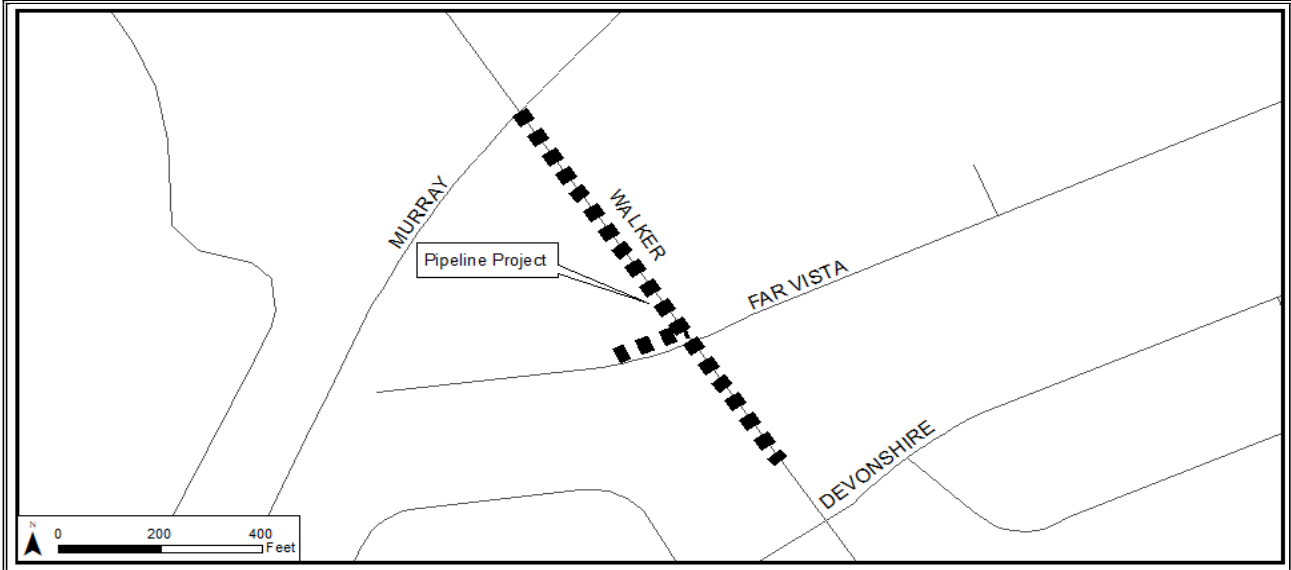 MURRAY
WALKER
Pipeline Project
FAR VISTA
DEVONSHIRE
N
0 200 400
Feet